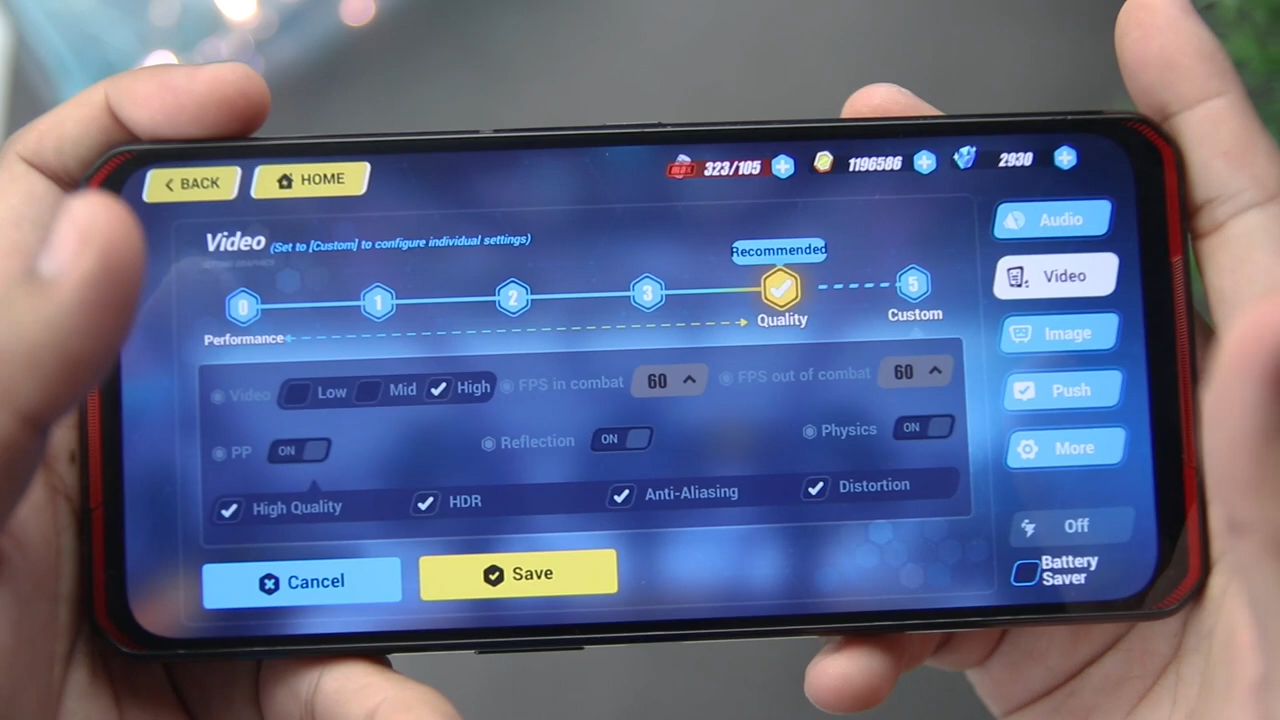 BACK
HOME
max 323/105
1196586
2930
Video (Set to [Custom] to configure individual settings)
Recommended
0 1 2 3 5
Performance
Quality
Custom
Video Low Mid High FPS in combat 60 FPS out of combat 60
PP ON Reflection ON Physics ON
High Quality HDR Anti-Aliasing Distortion
Cancel
Save
Audio
Video
Image
Push
More
Off
Battery
Saver